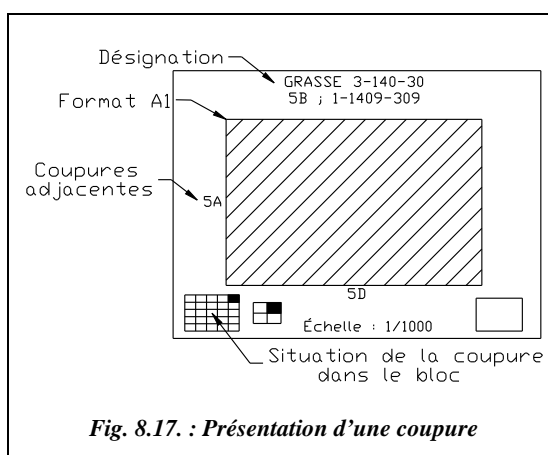 Désignation
GRASSE 3-140-30
5B ; 1-1409-309
Format A1
Coupures
adjacentes
5A
5D
Échelle : 1/1000
Situation de la coupure
dans le bloc
Fig. 8.17. : Présentation d'une coupure